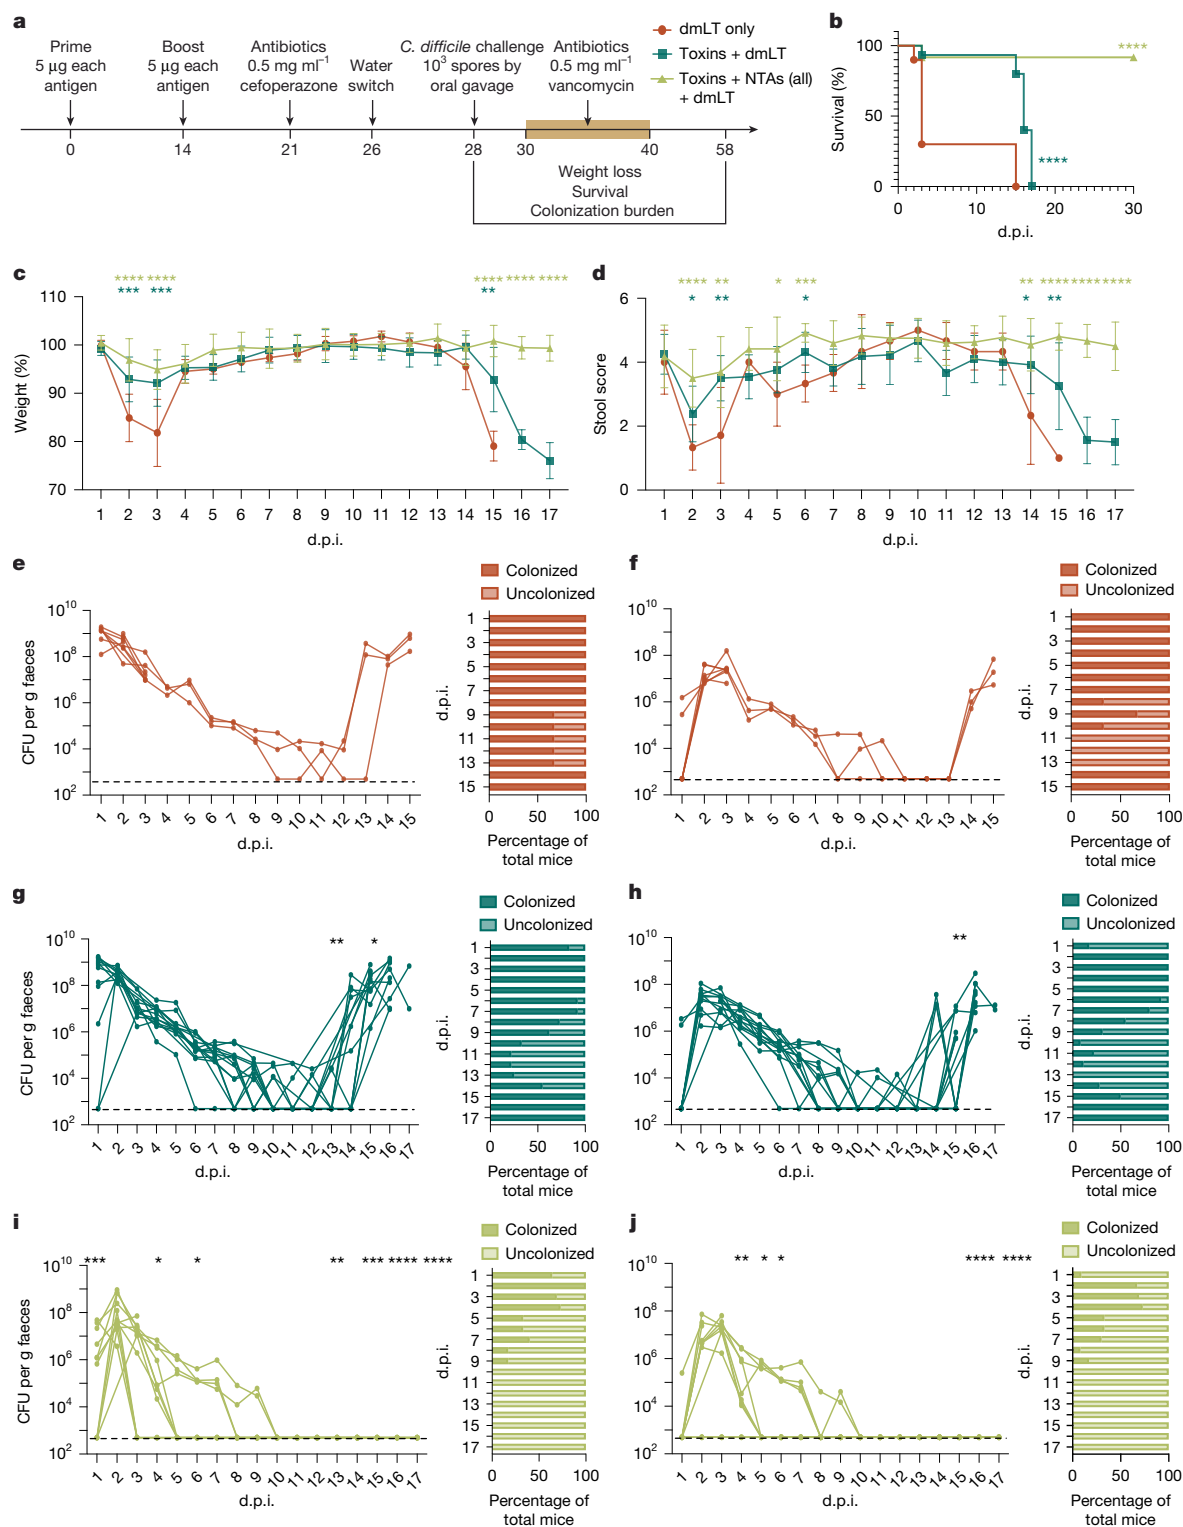 a
Prime
5 µg each
antigen
Boost
5 µg each
antigen
Antibiotics
0.5 mg ml⁻¹
cefoperazone
Water
switch
C. difficile challenge
10³ spores by
oral gavage
Antibiotics
0.5 mg ml⁻¹
vancomycin
0 14 21 26 28 30 40 58
Weight loss
Survival
Colonization burden
dmLT only
Toxins + dmLT
Toxins + NTAs (all)
+ dmLT
b
Survival (%)
100
50
0
****
****
0 10 20 30
d.p.i.
c
**** **** **** **** ****
*** *** **
Weight (%)
110
100
90
80
70
1 2 3 4 5 6 7 8 9 10 11 12 13 14 15 16 17
d.p.i.
d
**** ** * *** ** **** **** ****
* ** * * **
Stool score
6
4
2
0
1 2 3 4 5 6 7 8 9 10 11 12 13 14 15 16 17
d.p.i.
e
CFU per g faeces
10¹⁰
10⁸
10⁶
10⁴
10²
1 2 3 4 5 6 7 8 9 10 11 12 13 15
d.p.i.
Colonized
Uncolonized
d.p.i.
1
3
5
7
9
11
13
15
0 50 100
Percentage of
total mice
f
10¹⁰
10⁸
10⁶
10⁴
10²
1 2 3 4 5 6 7 8 9 10 11 12 13 14 15
d.p.i.
Colonized
Uncolonized
d.p.i.
1
3
5
7
9
11
13
15
0 50 100
Percentage of
total mice
g
CFU per g faeces
10¹⁰
10⁸
10⁶
10⁴
10²
** *
1 2 3 4 5 6 7 8 9 10 11 12 13 14 15 16 17
d.p.i.
Colonized
Uncolonized
d.p.i.
1
3
5
7
9
11
13
15
17
0 50 100
Percentage of
total mice
h
10¹⁰
10⁸
10⁶
10⁴
10²
**
1 2 3 4 5 6 7 8 9 10 11 12 13 14 15 16 17
d.p.i.
Colonized
Uncolonized
d.p.i.
1
3
5
7
9
11
13
15
17
0 50 100
Percentage of
total mice
i
CFU per g faeces
10¹⁰
10⁸
10⁶
10⁴
10²
*** * * ** *** **** ****
1 2 3 4 5 6 7 8 9 10 11 12 13 14 15 16 17
d.p.i.
Colonized
Uncolonized
d.p.i.
1
3
5
7
9
11
13
15
17
0 50 100
Percentage of
total mice
j
10¹⁰
10⁸
10⁶
10⁴
10²
** * * **** ****
1 2 3 4 5 6 7 8 9 10 11 12 13 14 15 16 17
d.p.i.
Colonized
Uncolonized
d.p.i.
1
3
5
7
9
11
13
15
17
0 50 100
Percentage of
total mice